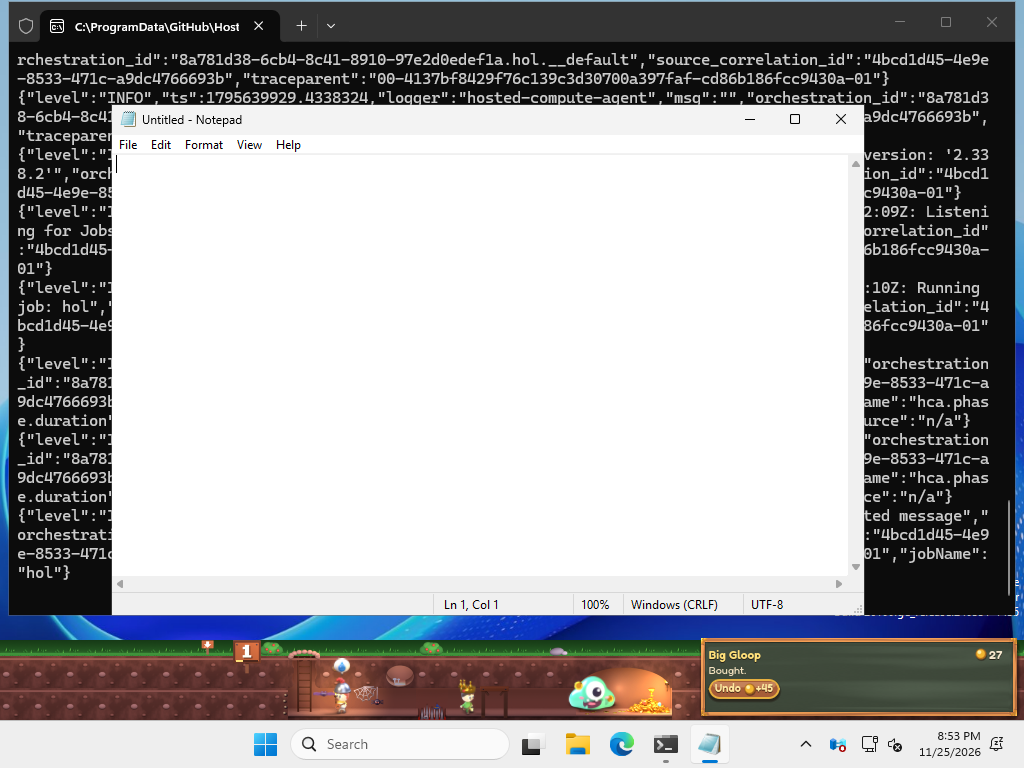 C:\ProgramData\GitHub\Host
rchestration_id":"8a781d38-6cb4-8c41-8910-97e2d0edef1a.hol.__default","source_correlation_id":"4bcd1d45-4e9e
-8533-471c-a9dc4766693b","traceparent":"00-4137bf8429f76c139c3d30700a397faf-cd86b186fcc9430a-01"}
{"level":"INFO","ts":1795639929.4338324,"logger":"hosted-compute-agent","msg":"","orchestration_id":"8a781d3
8-6cb4-8c41 a9dc4766693b",
"traceparen
{"level":"I version: '2.33
8.2'","orch ion_id":"4bcd1
d45-4e9e-85 c9430a-01"}
{"level":"I 2:09Z: Listeni
ng for Jobs orrelation_id"
:"4bcd1d45- 6b186fcc9430a-
01"}
{"level":"I :10Z: Running
job: hol"," elation_id":"4
bcd1d45-4e9 86fcc9430a-01"
}
{"level":"I "orchestration
_id":"8a781 9e-8533-471c-a
9dc4766693b ame":"hca.phas
e.duration" urce":"n/a"}
{"level":"I "orchestration
_id":"8a781 9e-8533-471c-a
9dc4766693b ame":"hca.phas
e.duration" ce":"n/a"}
{"level":"I ted message","
orchestrati :"4bcd1d45-4e9
e-8533-471c 01","jobName":
"hol"}
Untitled - Notepad
File Edit Format View Help
Ln 1, Col 1 100% Windows (CRLF) UTF-8
1
Big Gloop 27
Bought.
Undo +45
Search
8:53 PM
11/25/2026